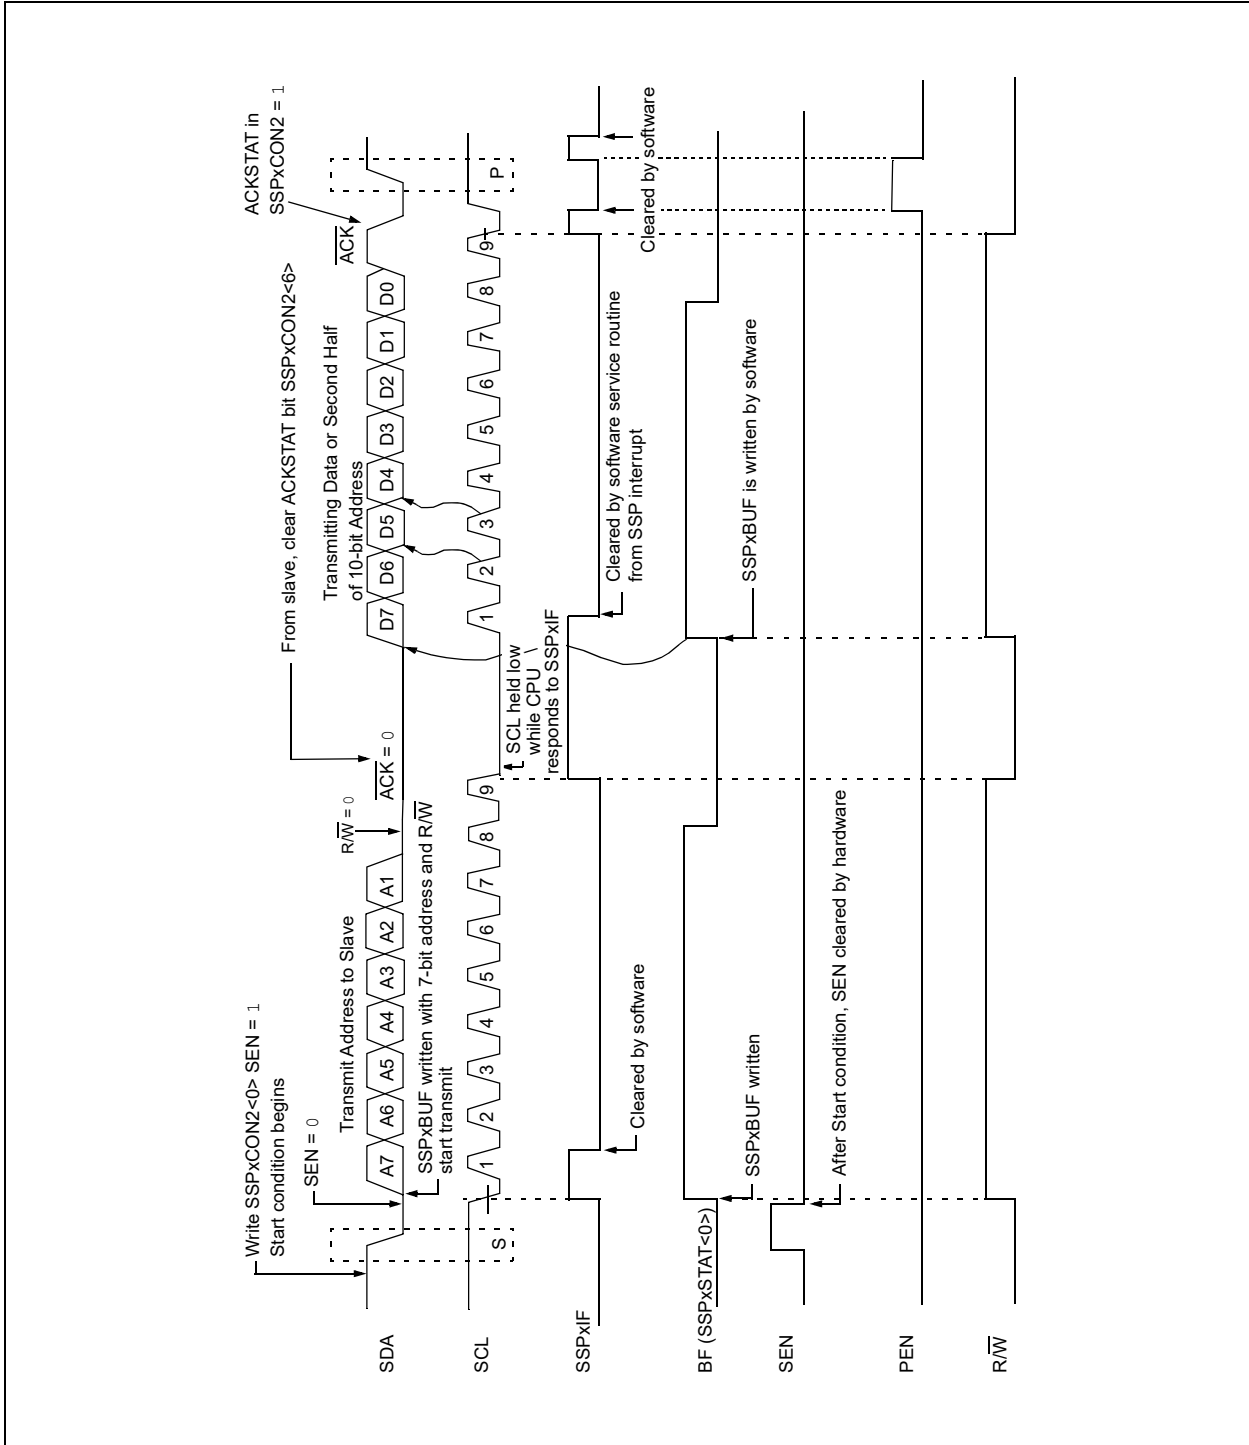 Write SSPxCON2<0> SEN = 1
Start condition begins
SEN = 0
Transmit Address to Slave
R/W = 0
From slave, clear ACKSTAT bit SSPxCON2<6>
ACK = 0
Transmitting Data or Second Half
of 10-bit Address
ACKSTAT in
SSPxCON2 = 1
ACK
SDA
A7 A6 A5 A4 A3 A2 A1
D7 D6 D5 D4 D3 D2 D1 D0
SSPxBUF written with 7-bit address and R/W
start transmit
SCL
S
1 2 3 4 5 6 7 8 9
1 2 3 4 5 6 7 8 9
P
SCL held low
while CPU
responds to SSPxIF
SSPxIF
Cleared by software
Cleared by software service routine
from SSP interrupt
Cleared by software
BF (SSPxSTAT<0>)
SSPxBUF written
SSPxBUF is written by software
SEN
After Start condition, SEN cleared by hardware
PEN
R/W